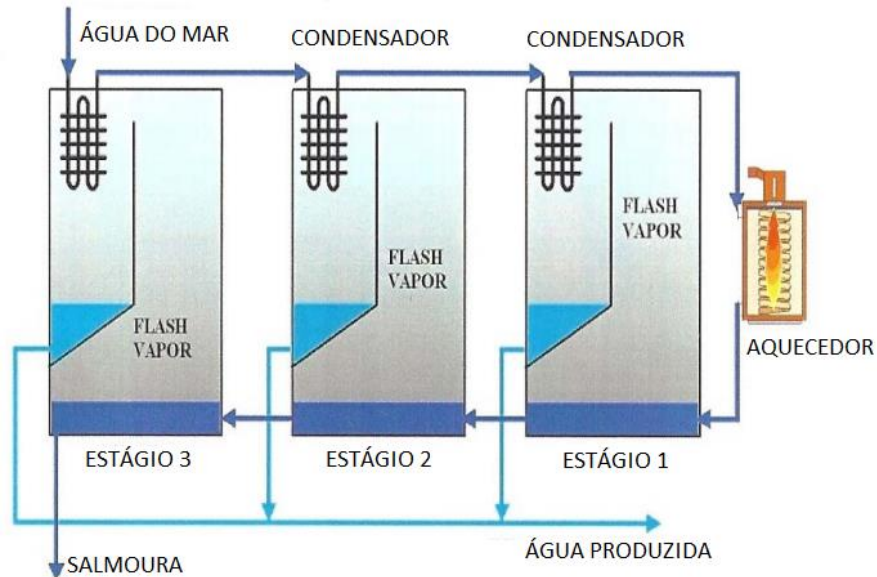 ÁGUA DO MAR
CONDENSADOR
CONDENSADOR
FLASH
VAPOR
FLASH
VAPOR
FLASH
VAPOR
AQUECEDOR
ESTÁGIO 3
ESTÁGIO 2
ESTÁGIO 1
ÁGUA PRODUZIDA
SALMOURA